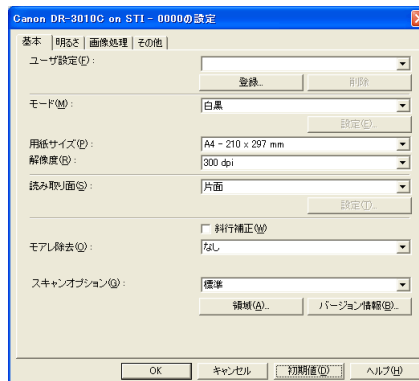 Canon DR-3010C on STI - 0000の設定
基本 明るさ 画像処理 その他
ユーザ設定(F):
登録... 削除
モード(M): 白黒
設定(E)...
用紙サイズ(P): A4 - 210 x 297 mm
解像度(R): 300 dpi
読み取り面(S): 片面
設定(T)...
斜行補正(W)
モアレ除去(O): なし
スキャンオプション(G): 標準
領域(A)... バージョン情報(B)...
OK キャンセル 初期値(D) ヘルプ(H)